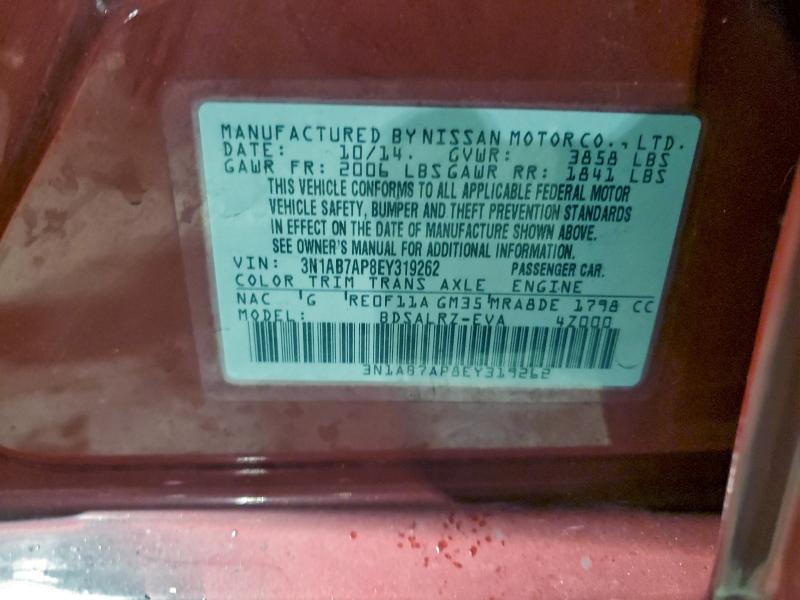 MANUFACTURED BY NISSAN MOTOR CO., LTD.
DATE: 10/14. GVWR: 3858 LBS
GAWR FR: 2006 LBS GAWR RR: 1841 LBS
THIS VEHICLE CONFORMS TO ALL APPLICABLE FEDERAL MOTOR
VEHICLE SAFETY, BUMPER AND THEFT PREVENTION STANDARDS
IN EFFECT ON THE DATE OF MANUFACTURE SHOWN ABOVE.
SEE OWNER'S MANUAL FOR ADDITIONAL INFORMATION.
VIN: 3N1AB7AP8EY319262 PASSENGER CAR.
COLOR TRIM TRANS AXLE ENGINE
NAC G RE0F11A GM35 MRA8DE 1798 CC
MODEL: BDSALRZ-EVA 4Z000
3N1AB7AP8EY319262